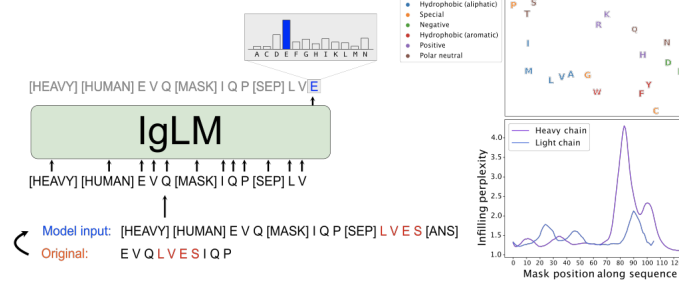 A C D E F G H I K L M N
[HEAVY] [HUMAN] E V Q [MASK] I Q P [SEP] L V E
IgLM
[HEAVY] [HUMAN] E V Q [MASK] I Q P [SEP] L V
Model input: [HEAVY] [HUMAN] E V Q [MASK] I Q P [SEP] L V E S [ANS]
Original: E V Q L V E S I Q P
Hydrophobic (aliphatic)
Special
Negative
Hydrophobic (aromatic)
Positive
Polar neutral
P S
T K
R Q
I N
H
D
M L V A G
W F Y
C
Heavy chain
Light chain
Infilling perplexity
4.0
3.5
3.0
2.5
2.0
1.5
1.0
0 10 20 30 40 50 60 70 80 90 100 110
Mask position along sequence